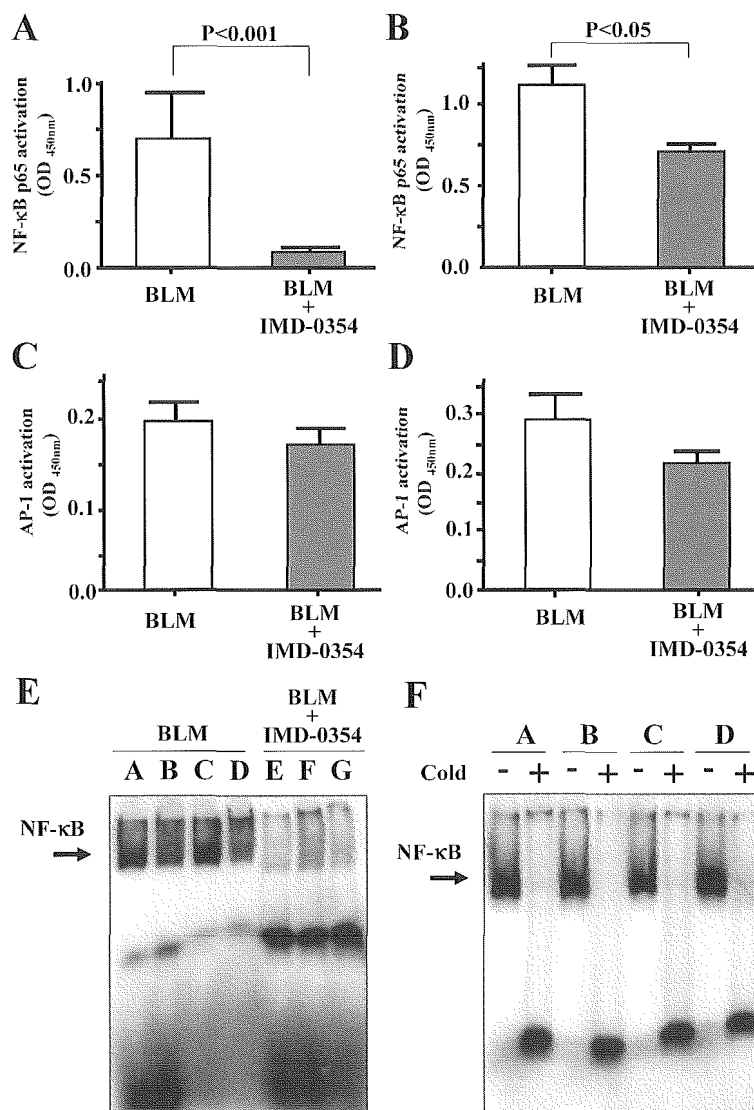 A
P<0.001
NF-κB p65 activation
(OD 450nm)
1.0
0.5
0.0
BLM
BLM
+
IMD-0354
B
P<0.05
NF-κB p65 activation
(OD 450nm)
1.0
0.5
0.0
BLM
BLM
+
IMD-0354
C
AP-1 activation
(OD 450nm)
0.2
0.1
0.0
BLM
BLM
+
IMD-0354
D
AP-1 activation
(OD 450nm)
0.3
0.2
0.1
0.0
BLM
BLM
+
IMD-0354
E
BLM
BLM
+
IMD-0354
A B C D E F G
NF-κB
F
A B C D
Cold - + - + - + - +
NF-κB